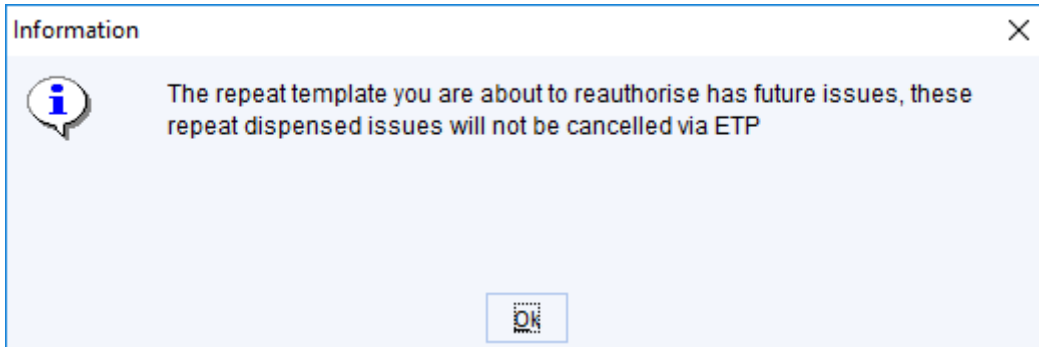 Information
The repeat template you are about to reauthorise has future issues, these
repeat dispensed issues will not be cancelled via ETP
Ok